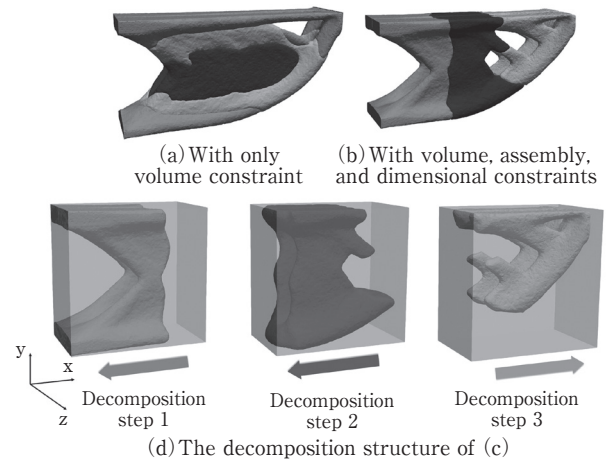 (a) With only
volume constraint
(b) With volume, assembly,
and dimensional constraints
y
x
z
Decomposition
step 1
Decomposition
step 2
Decomposition
step 3
(d) The decomposition structure of (c)